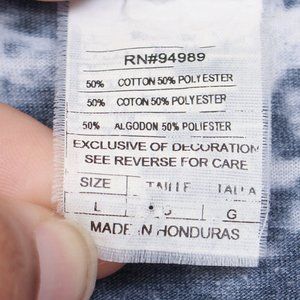 RN#94989
50% COTTON 50% POLYESTER
50% COTON 50% POLYESTER
50% ALGODON 50% POLIESTER
EXCLUSIVE OF DECORATION
SEE REVERSE FOR CARE
SIZE TAILLE TALLA
L G
MADE IN HONDURAS